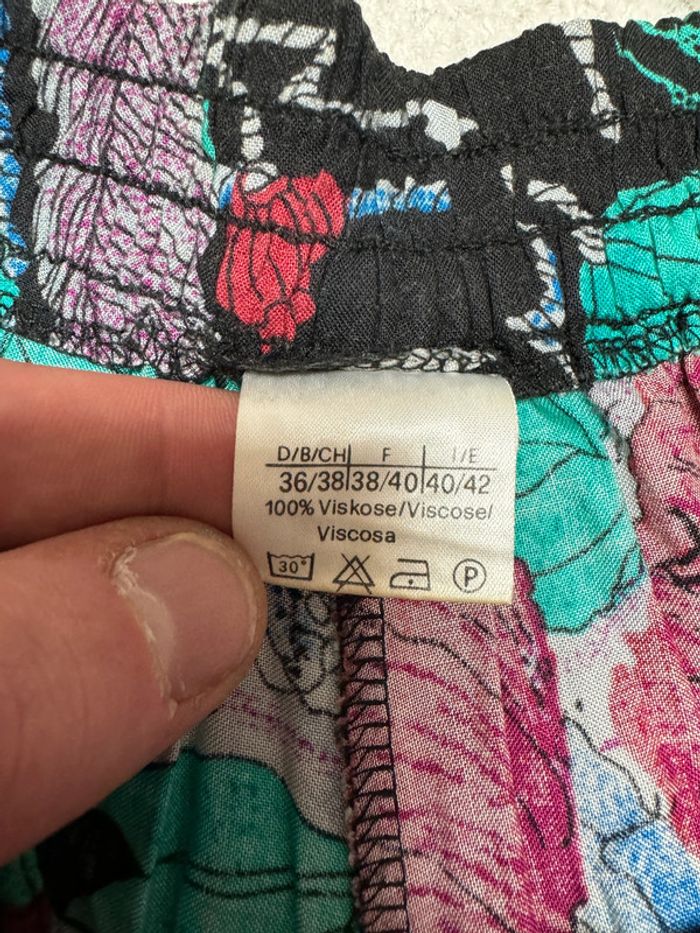 D/B/CH F I/E
36/38 38/40 40/42
100% Viskose/Viscose/
Viscosa
30° P